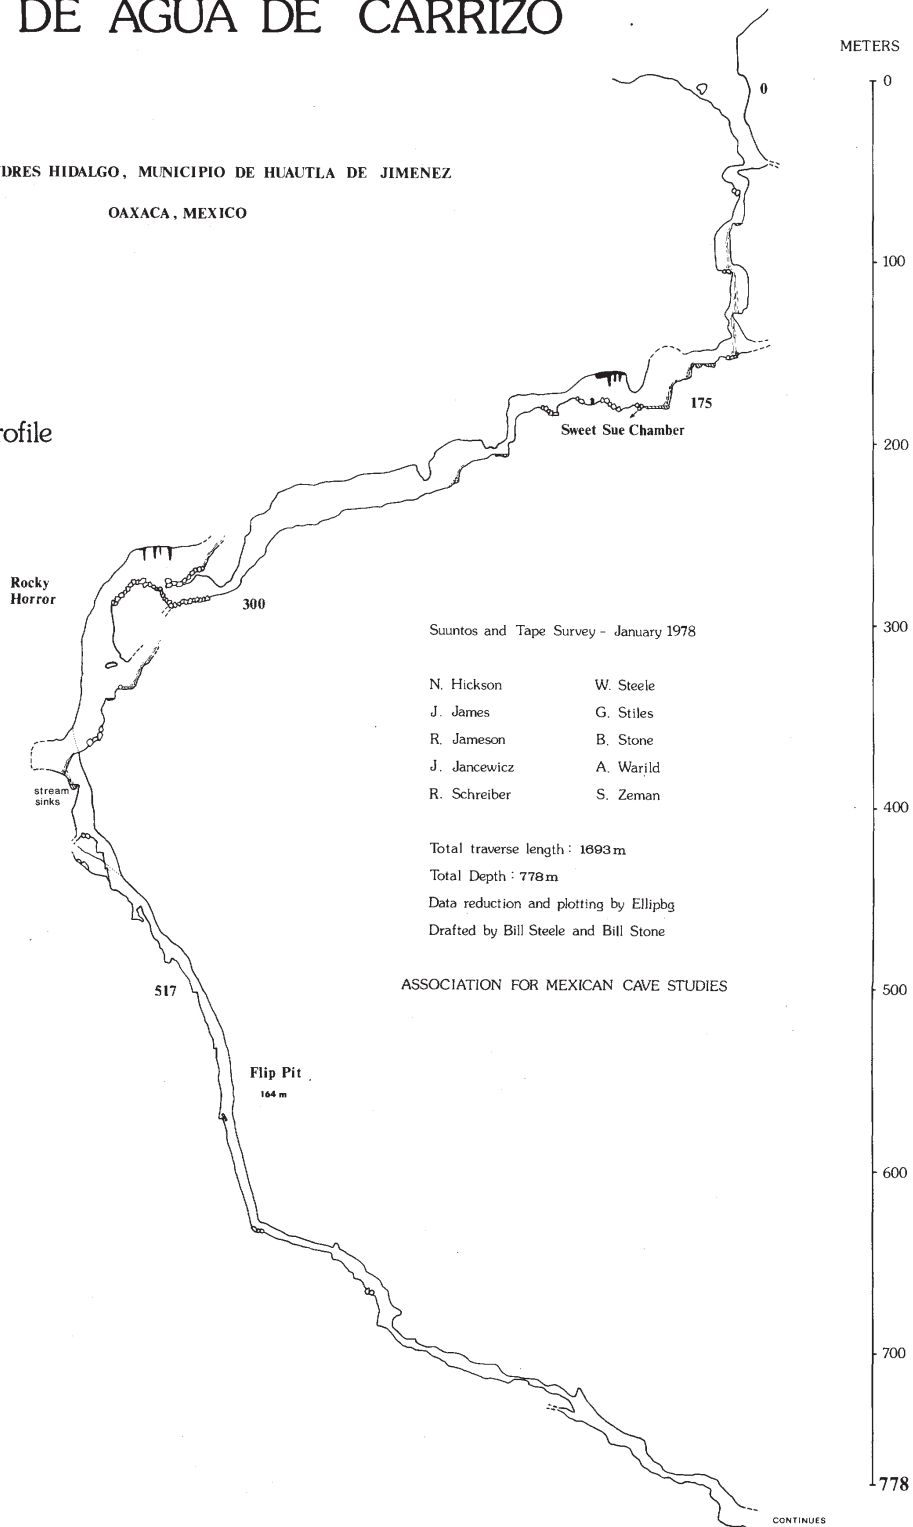 DE AGUA DE CARRIZO
METERS
0
0
DRES HIDALGO, MUNICIPIO DE HUAUTLA DE JIMENEZ
OAXACA, MEXICO
100
175
Sweet Sue Chamber
rofile
200
Rocky
Horror
300
300
Suuntos and Tape Survey - January 1978
N. Hickson
W. Steele
J. James
G. Stiles
R. Jameson
B. Stone
J. Jancewicz
A. Warild
R. Schreiber
S. Zeman
stream
sinks
400
Total traverse length : 1693 m
Total Depth : 778 m
Data reduction and plotting by Ellipbg
Drafted by Bill Steele and Bill Stone
517
ASSOCIATION FOR MEXICAN CAVE STUDIES
500
Flip Pit
164 m
600
700
778
CONTINUES